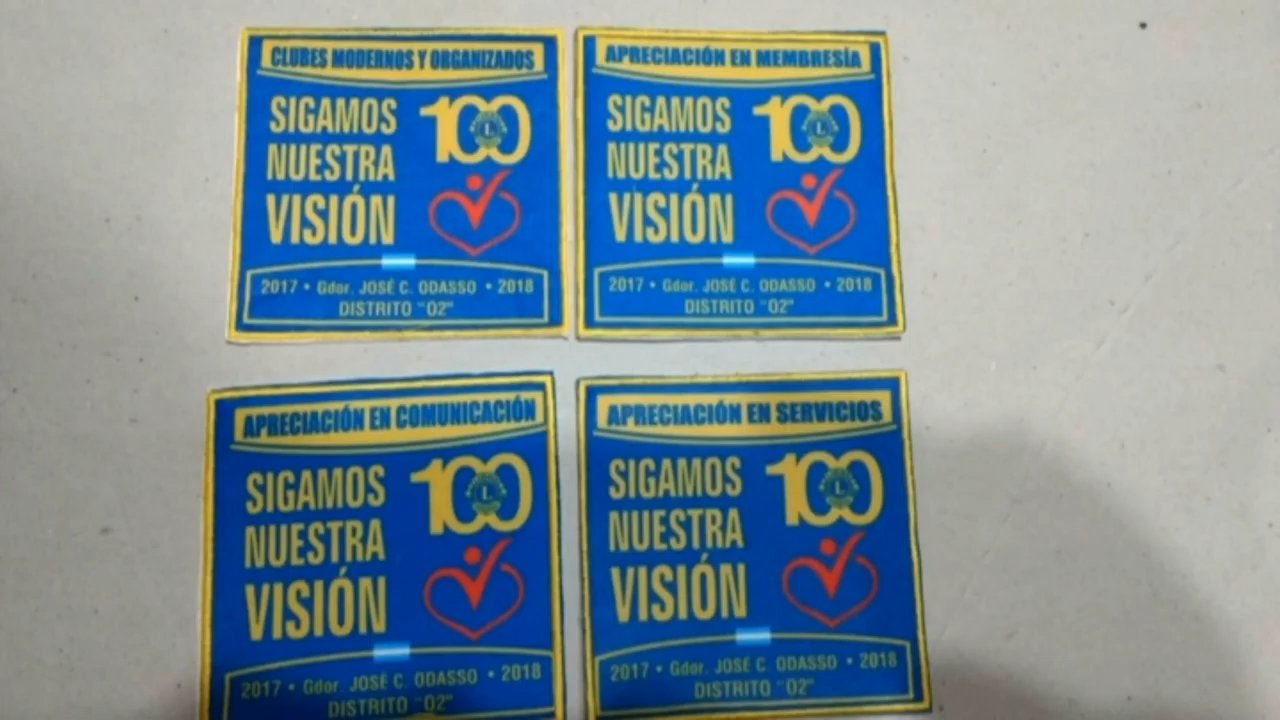 CLUBES MODERNOS Y ORGANIZADOS
SIGAMOS
NUESTRA
VISIÓN
100
L
2017 • Gdor. JOSÉ C. ODASSO • 2018
DISTRITO "O2"
APRECIACIÓN EN MEMBRESÍA
SIGAMOS
NUESTRA
VISIÓN
100
L
2017 • Gdor. JOSÉ C. ODASSO • 2018
DISTRITO "O2"
APRECIACIÓN EN COMUNICACIÓN
SIGAMOS
NUESTRA
VISIÓN
100
L
2017 • Gdor. JOSÉ C. ODASSO • 2018
DISTRITO "O2"
APRECIACIÓN EN SERVICIOS
SIGAMOS
NUESTRA
VISIÓN
100
L
2017 • Gdor. JOSÉ C. ODASSO • 2018
DISTRITO "O2"